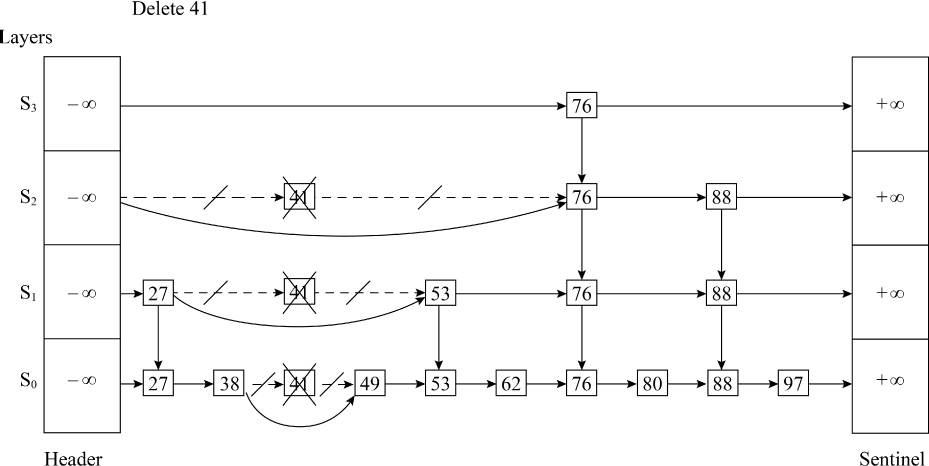 Delete 41
Layers
S3 −∞ 76 +∞
S2 −∞ 41 76 88 +∞
S1 −∞ 27 41 53 76 88 +∞
S0 −∞ 27 38 41 49 53 62 76 80 88 97 +∞
Header Sentinel